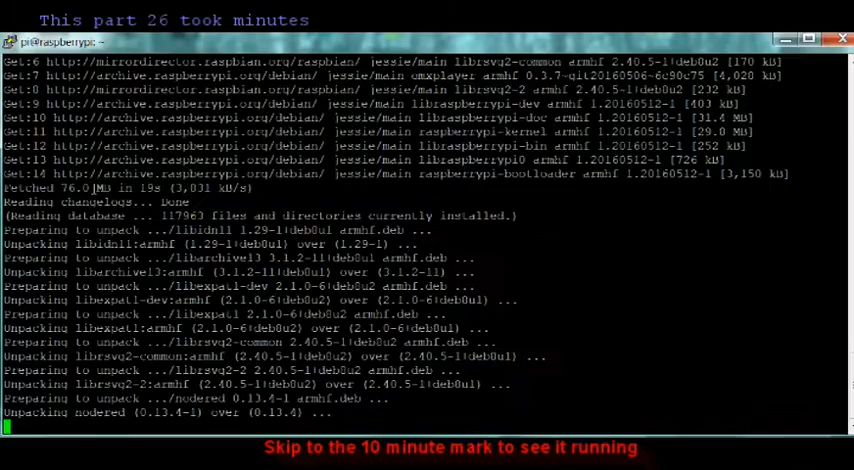 This part 26 took minutes
pi@raspberrypi: ~
Get:6 http://mirrordirector.raspbian.org/raspbian/ jessie/main librsvg2-common armhf 2.40.5-1+deb8u2 [170 kB]
Get:7 http://archive.raspberrypi.org/debian/ jessie/main omxplayer armhf 0.3.7~git20160506~6c90c75 [4,028 kB]
Get:8 http://mirrordirector.raspbian.org/raspbian/ jessie/main librsvg2-2 armhf 2.40.5-1+deb8u2 [232 kB]
Get:9 http://archive.raspberrypi.org/debian/ jessie/main libraspberrypi-dev armhf 1.20160512-1 [403 kB]
Get:10 http://archive.raspberrypi.org/debian/ jessie/main libraspberrypi-doc armhf 1.20160512-1 [31.4 MB]
Get:11 http://archive.raspberrypi.org/debian/ jessie/main raspberrypi-kernel armhf 1.20160512-1 [29.8 MB]
Get:12 http://archive.raspberrypi.org/debian/ jessie/main libraspberrypi-bin armhf 1.20160512-1 [252 kB]
Get:13 http://archive.raspberrypi.org/debian/ jessie/main libraspberrypi0 armhf 1.20160512-1 [726 kB]
Get:14 http://archive.raspberrypi.org/debian/ jessie/main raspberrypi-bootloader armhf 1.20160512-1 [3,150 kB]
Fetched 76.0 MB in 19s (3,831 kB/s)
Reading changelogs... Done
(Reading database ... 117963 files and directories currently installed.)
Preparing to unpack .../libidn11 1.29-1+deb8u1 armhf.deb ...
Unpacking libidn11:armhf (1.29-1+deb8u1) over (1.29-1) ...
Preparing to unpack .../libarchive13 3.1.2-11+deb8u1 armhf.deb ...
Unpacking libarchive13:armhf (3.1.2-11+deb8u1) over (3.1.2-11) ...
Preparing to unpack .../libexpat1-dev 2.1.0-6+deb8u2 armhf.deb ...
Unpacking libexpat1-dev:armhf (2.1.0-6+deb8u2) over (2.1.0-6+deb8u1) ...
Preparing to unpack .../libexpat1 2.1.0-6+deb8u2 armhf.deb ...
Unpacking libexpat1:armhf (2.1.0-6+deb8u2) over (2.1.0-6+deb8u1) ...
Preparing to unpack .../librsvg2-common 2.40.5-1+deb8u2 armhf.deb ...
Unpacking librsvg2-common:armhf (2.40.5-1+deb8u2) over (2.40.5-1+deb8u1) ...
Preparing to unpack .../librsvg2-2 2.40.5-1+deb8u2 armhf.deb ...
Unpacking librsvg2-2:armhf (2.40.5-1+deb8u2) over (2.40.5-1+deb8u1) ...
Preparing to unpack .../nodered 0.13.4-1 armhf.deb ...
Unpacking nodered (0.13.4-1) over (0.13.4) ...
Skip to the 10 minute mark to see it running